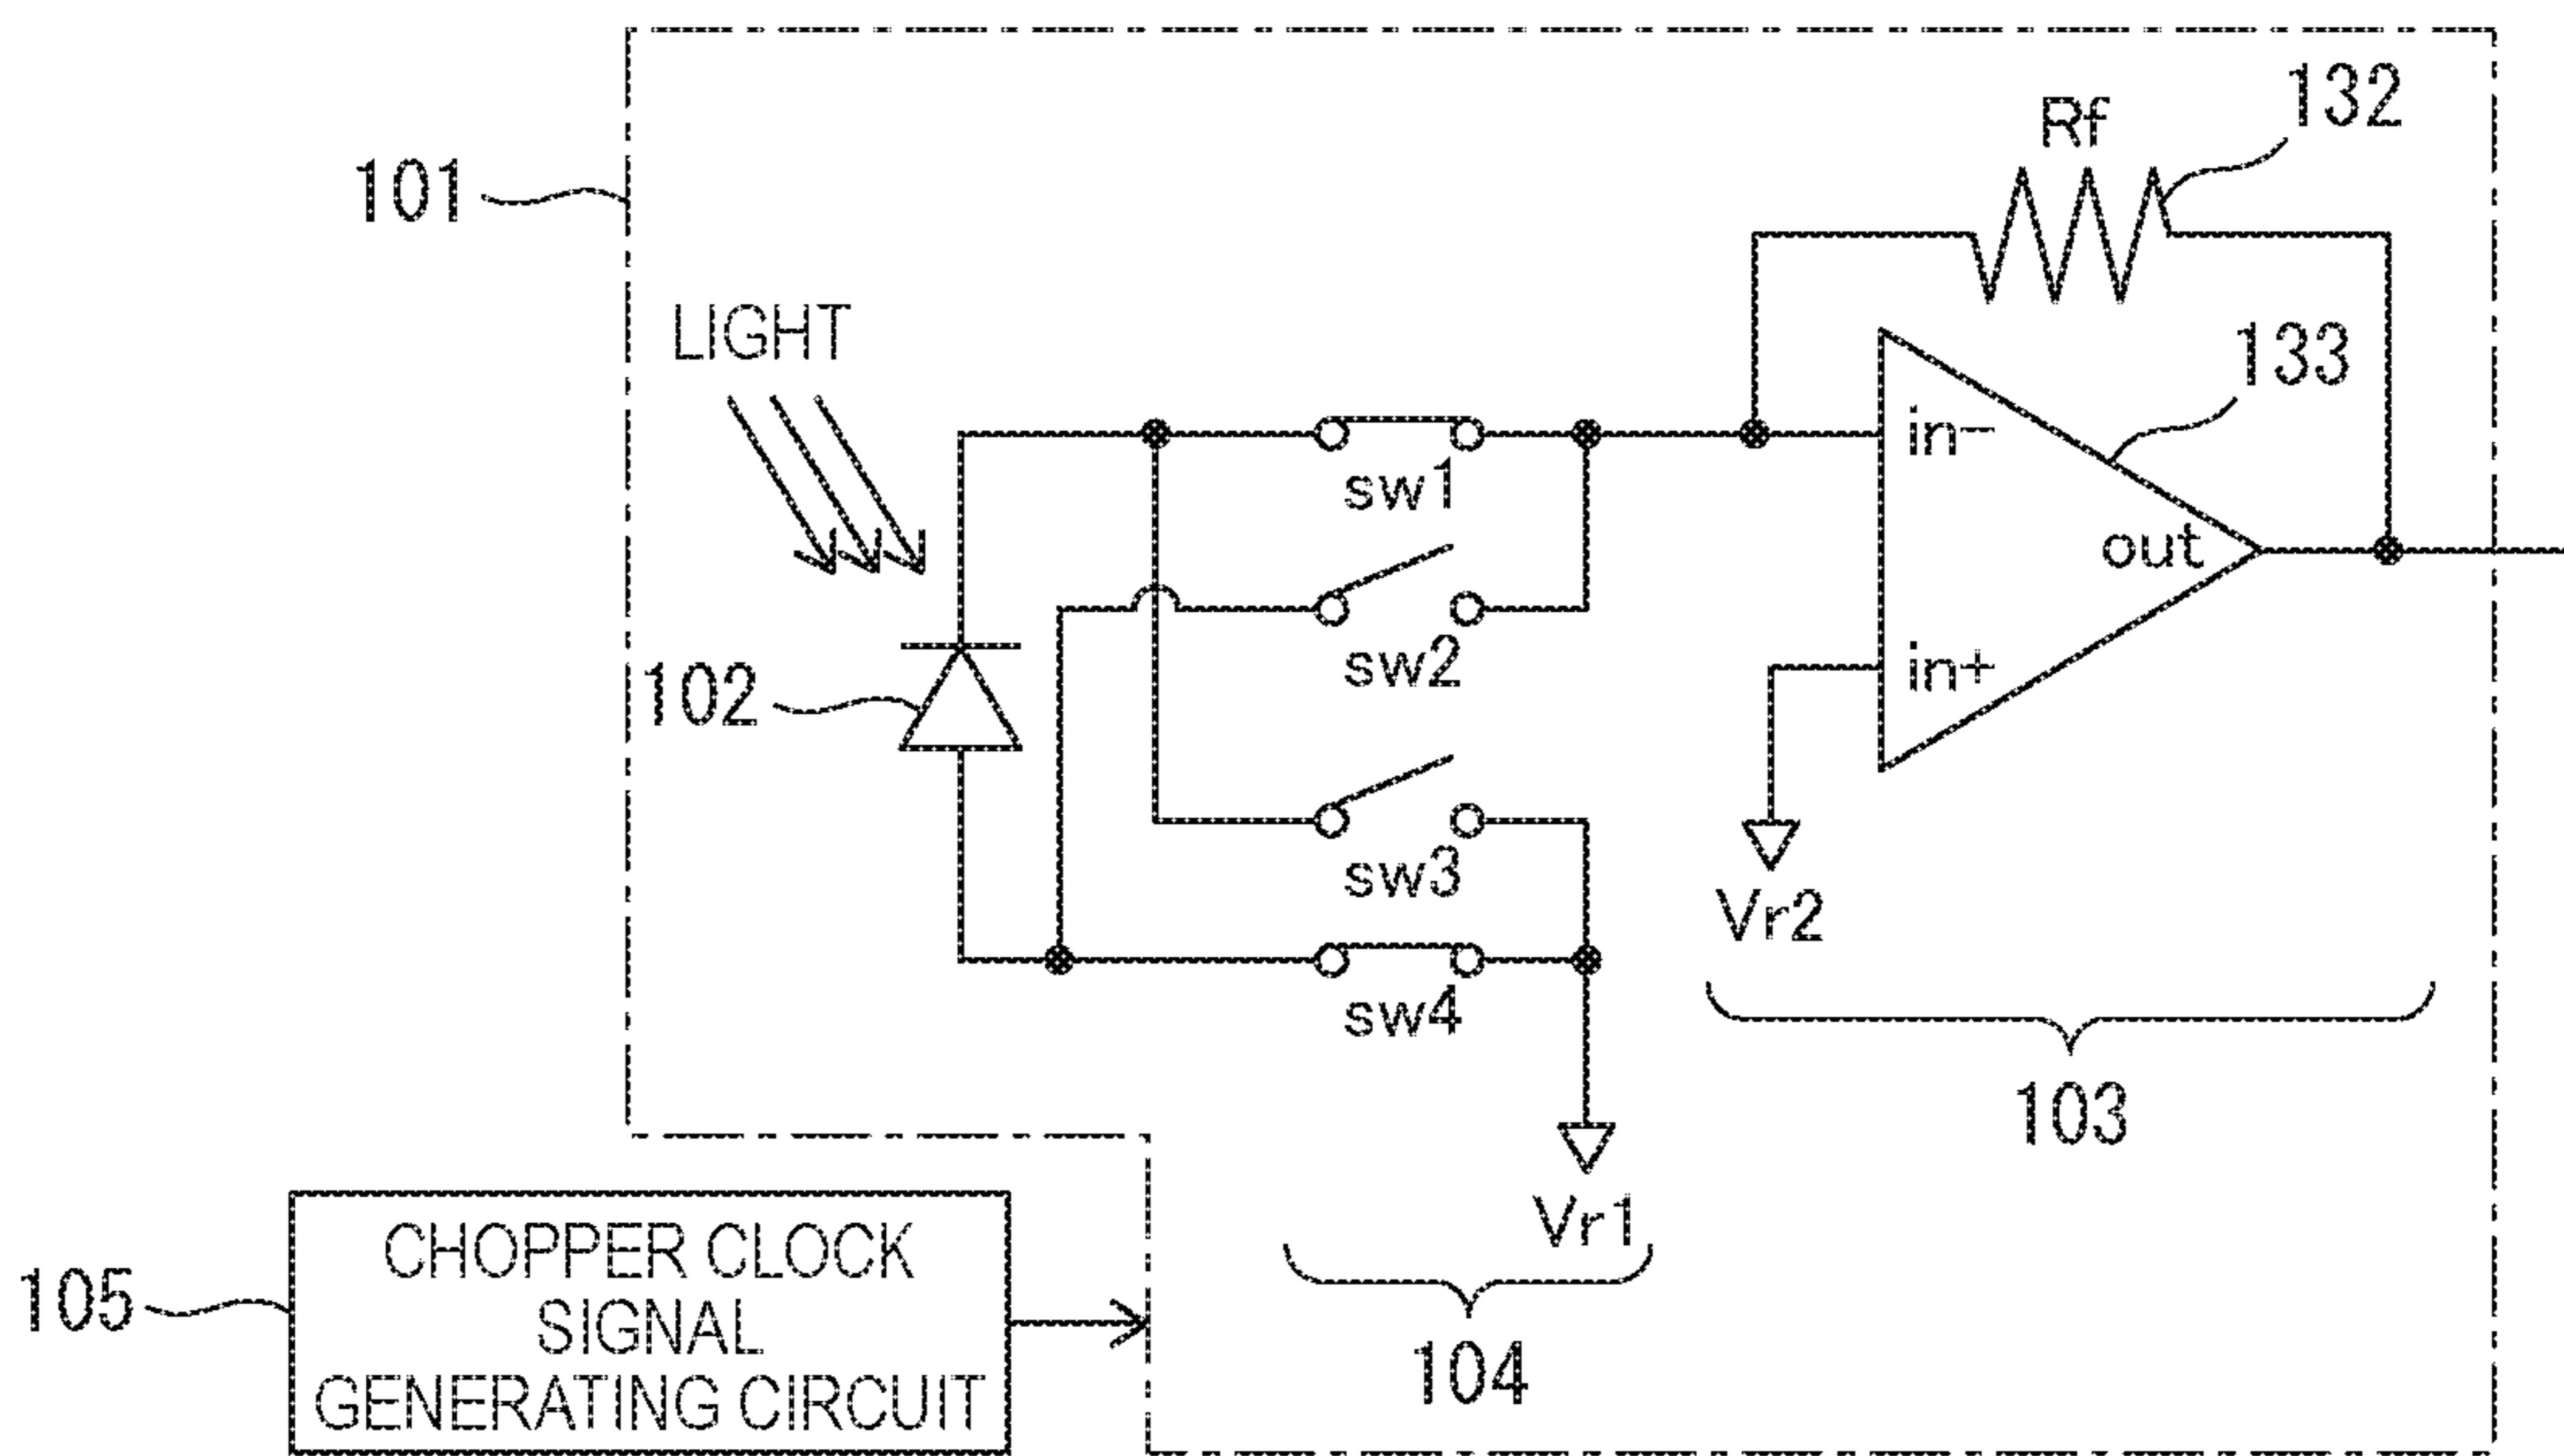 132
Rf
101
LIGHT
133
in−
sw1
out
sw2
in+
102
sw3
Vr2
sw4
103
Vr1
CHOPPER CLOCK
SIGNAL
GENERATING CIRCUIT
105
104